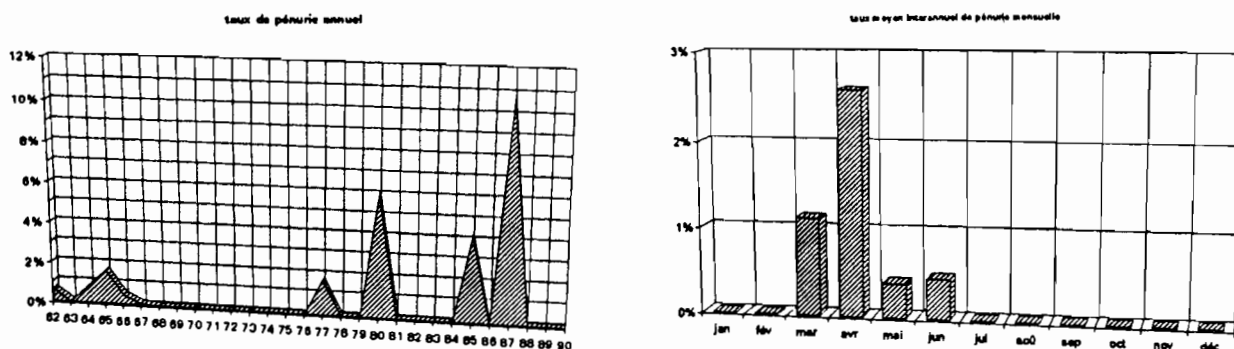 taux de pénurie annuel
12%
10%
8%
6%
4%
2%
0%
62 63 64 65 66 67 68 69 70 71 72 73 74 75 76 77 78 79 80 81 82 83 84 85 86 87 88 89 90
taux moyen interannuel de pénurie mensuelle
3%
2%
1%
0%
jan fév mar avr mai jun jul aoû sep oct nov déc